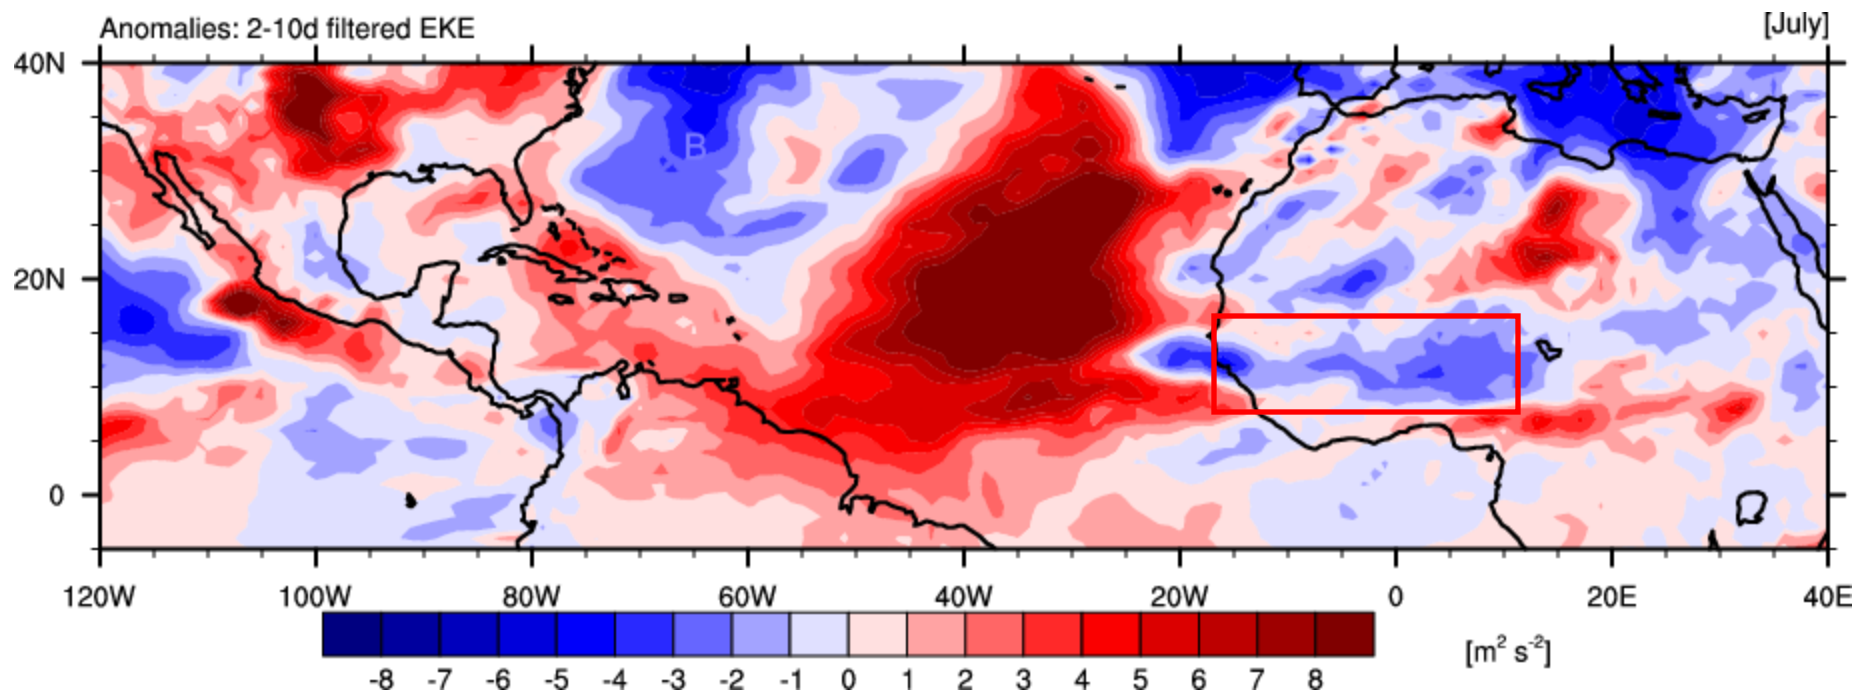 Anomalies: 2-10d filtered EKE [July]
40N
B
20N
0
120W 100W 80W 60W 40W 20W 0 20E 40E
-8 -7 -6 -5 -4 -3 -2 -1 0 1 2 3 4 5 6 7 8
[m² s⁻²]